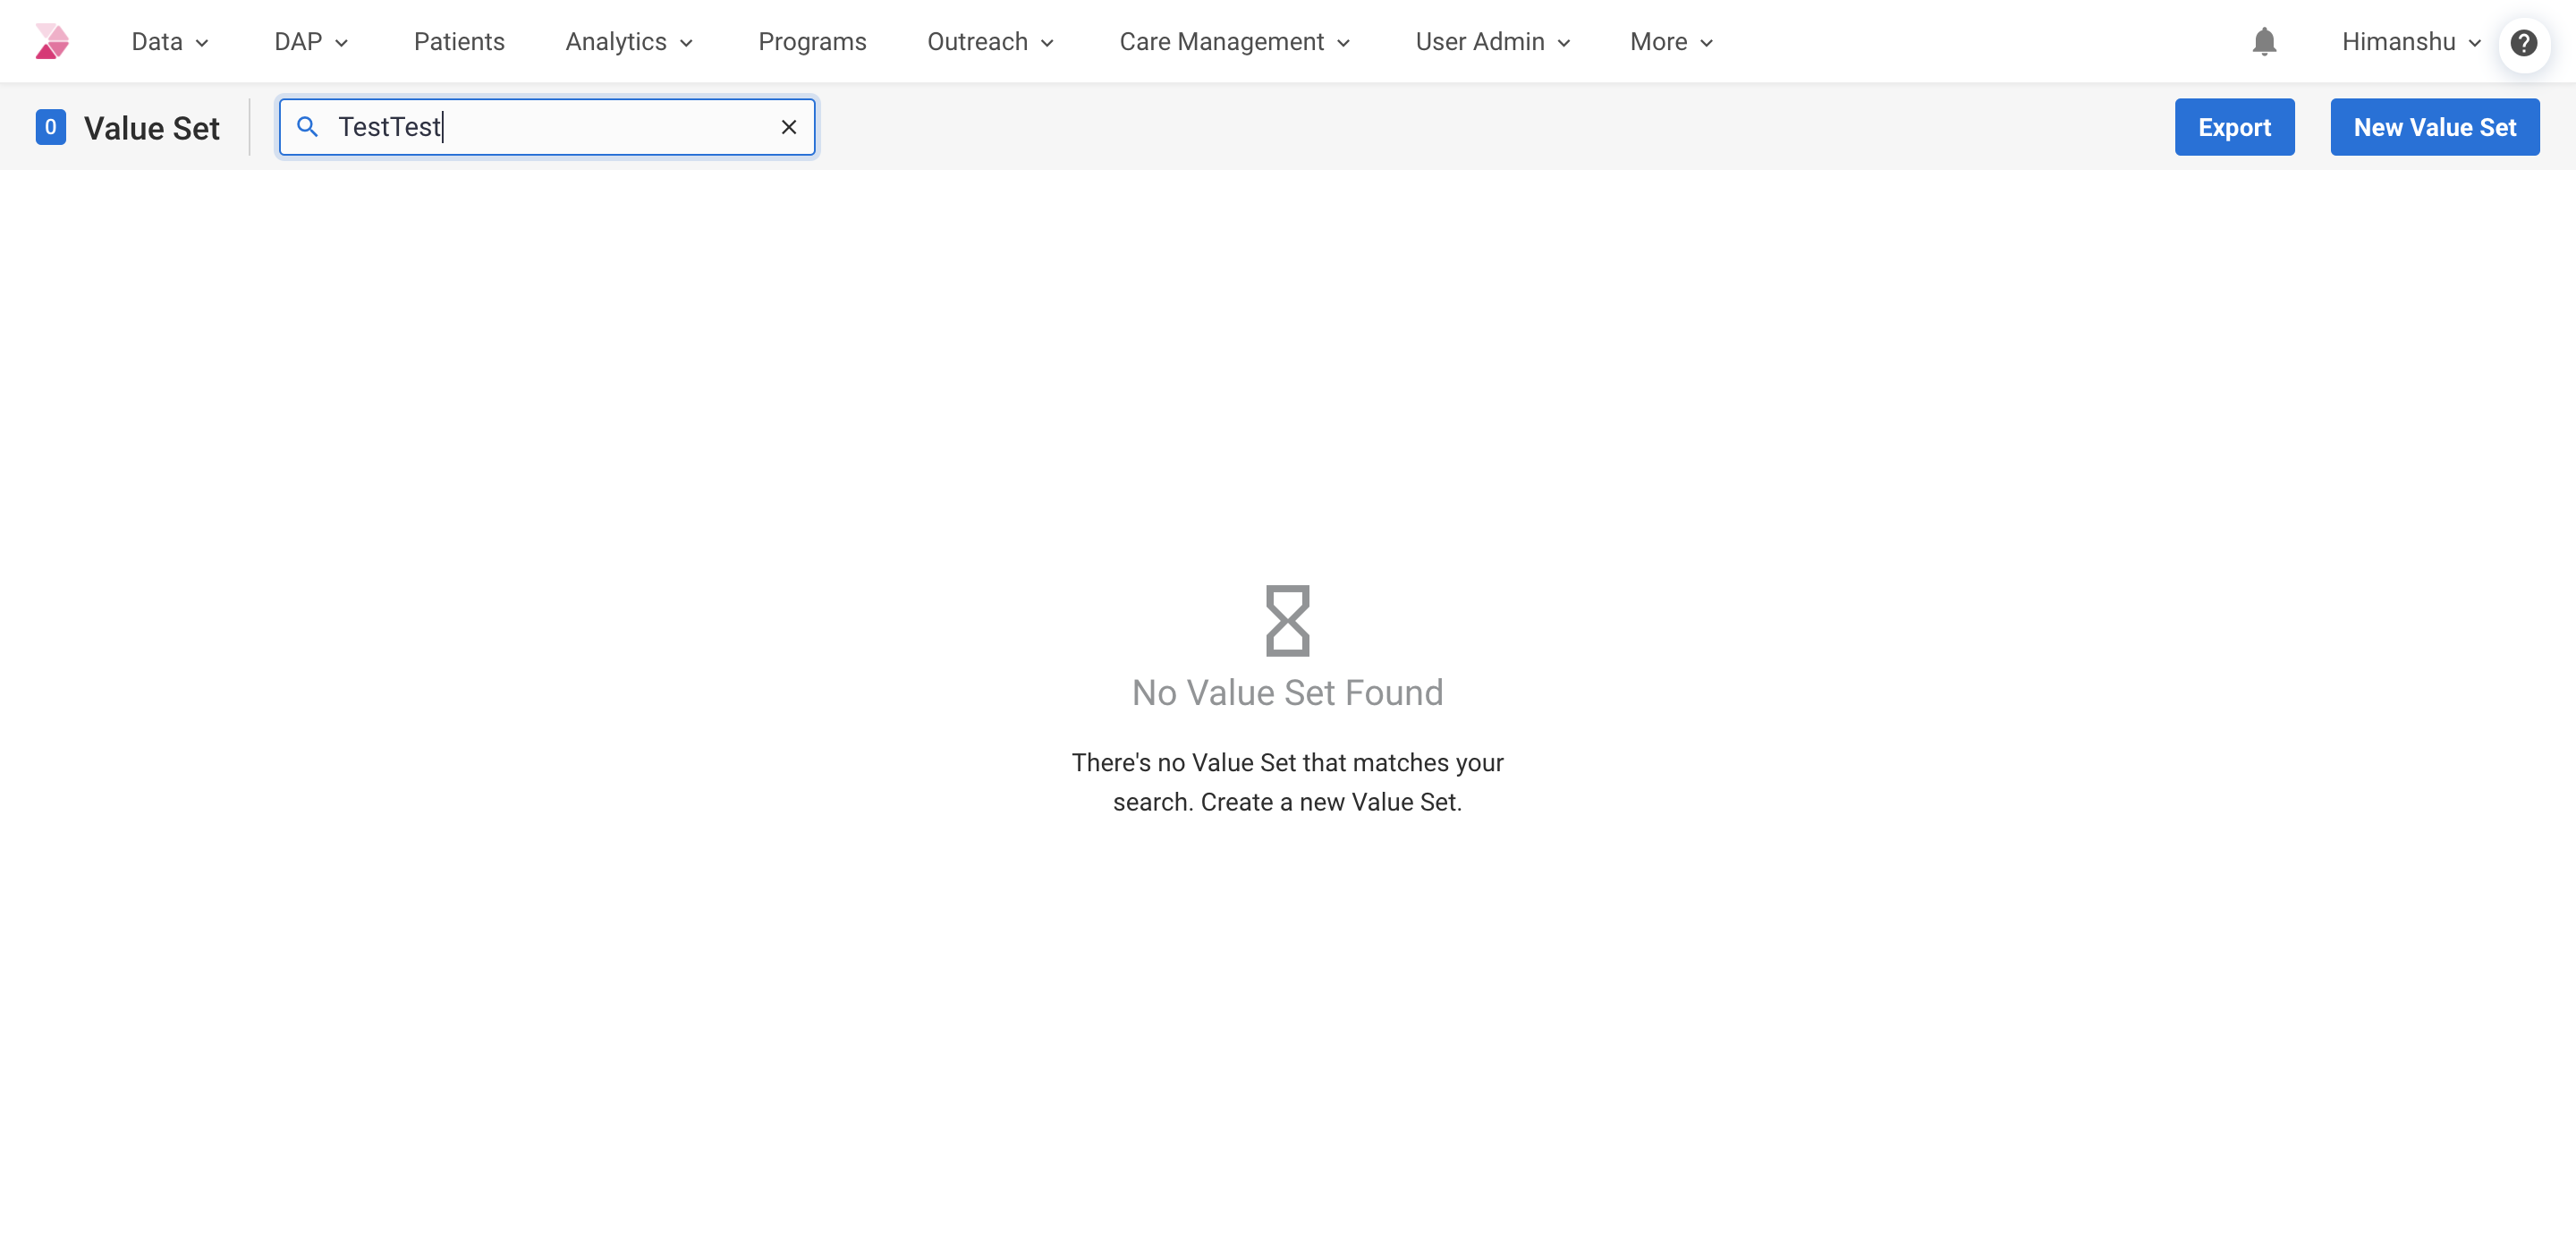 Data DAP Patients Analytics Programs Outreach Care Management User Admin More Himanshu ?
0 Value Set TestTest Export New Value Set
No Value Set Found
There's no Value Set that matches your
search. Create a new Value Set.